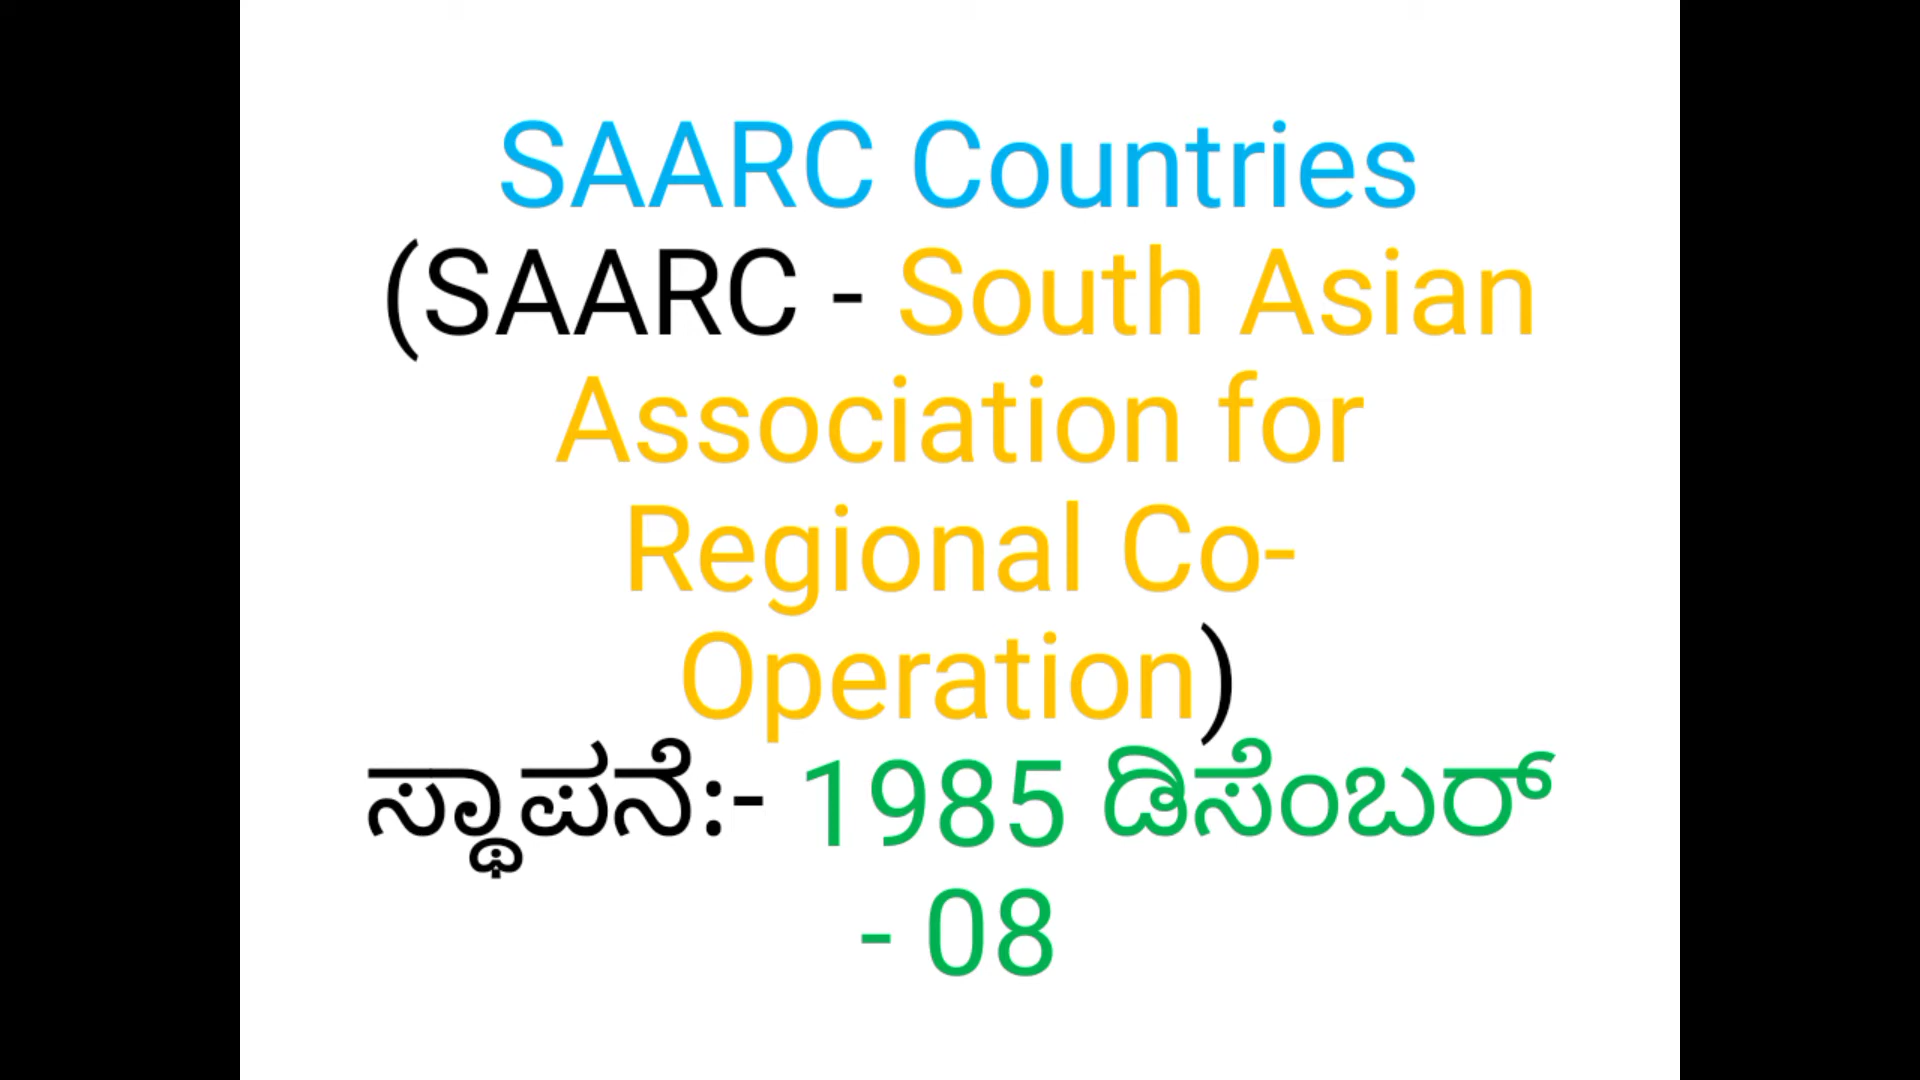 SAARC Countries
(SAARC - South Asian
Association for
Regional Co-
Operation)
ಸ್ಥಾಪನೆ:- 1985 ಡಿಸೆಂಬರ್
- 08